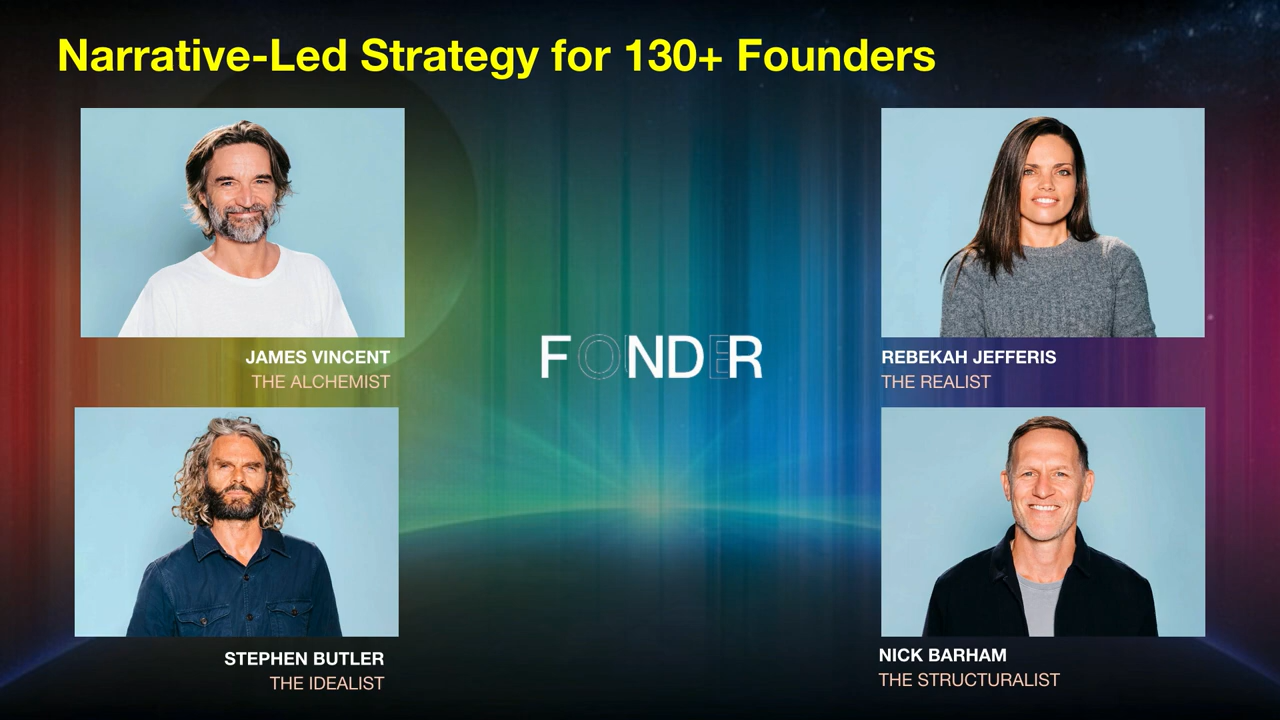 Narrative-Led Strategy for 130+ Founders
JAMES VINCENT
THE ALCHEMIST
FONDER
REBEKAH JEFFERIS
THE REALIST
STEPHEN BUTLER
THE IDEALIST
NICK BARHAM
THE STRUCTURALIST